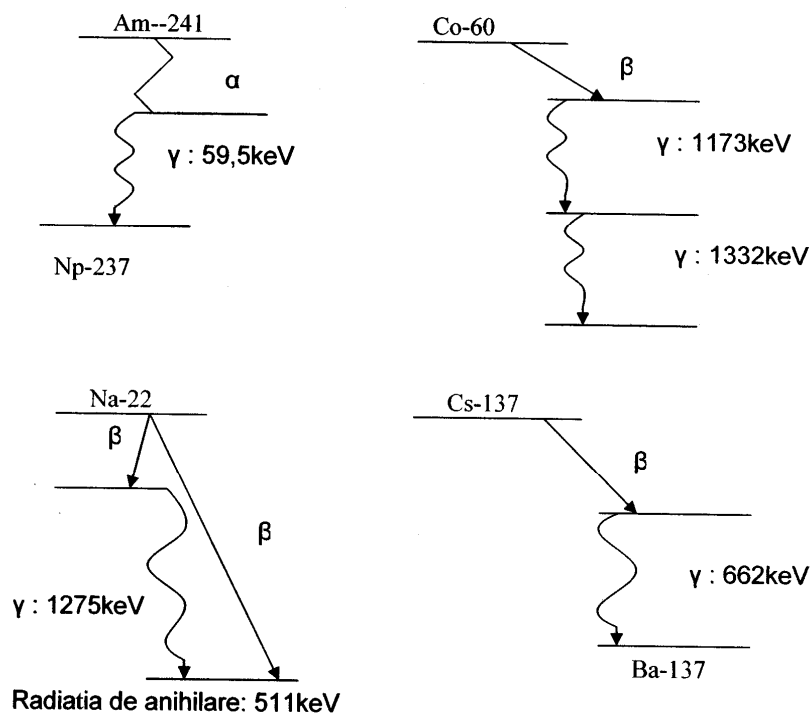 Am--241
α
γ : 59,5keV
Np-237
Co-60
β
γ : 1173keV
γ : 1332keV
Na-22
β
β
γ : 1275keV
Radiatia de anihilare: 511keV
Cs-137
β
γ : 662keV
Ba-137